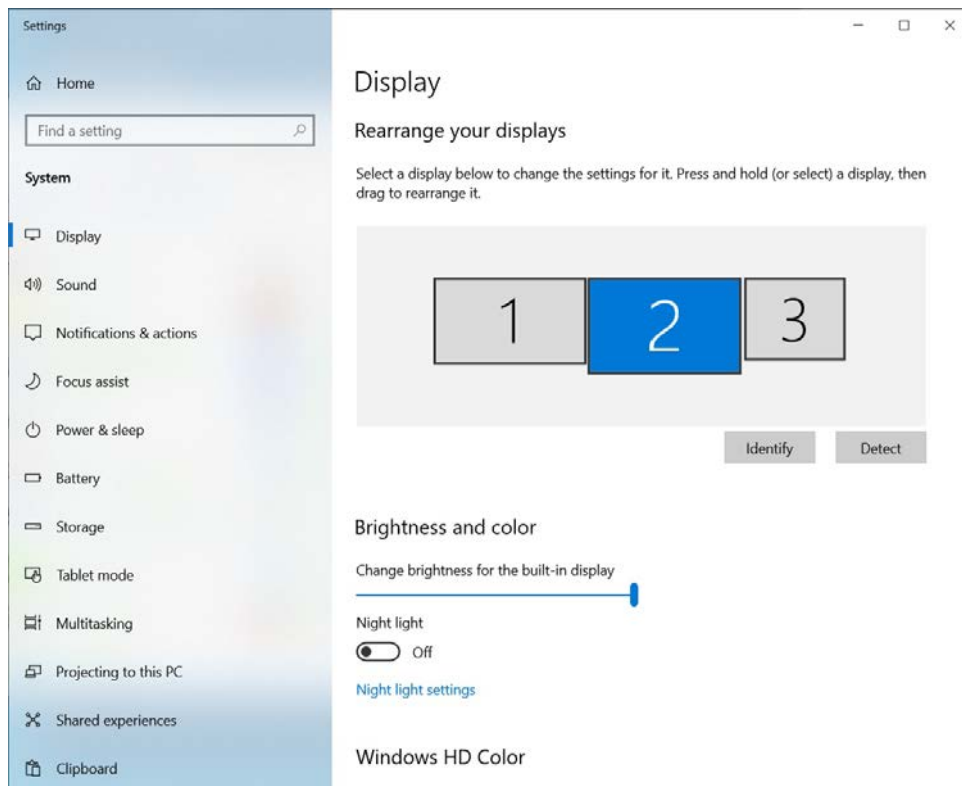 Settings
Home
Find a setting
System
Display
Sound
Notifications & actions
Focus assist
Power & sleep
Battery
Storage
Tablet mode
Multitasking
Projecting to this PC
Shared experiences
Clipboard
Display
Rearrange your displays
Select a display below to change the settings for it. Press and hold (or select) a display, then
drag to rearrange it.
1 2 3
Identify Detect
Brightness and color
Change brightness for the built-in display
Night light
Off
Night light settings
Windows HD Color